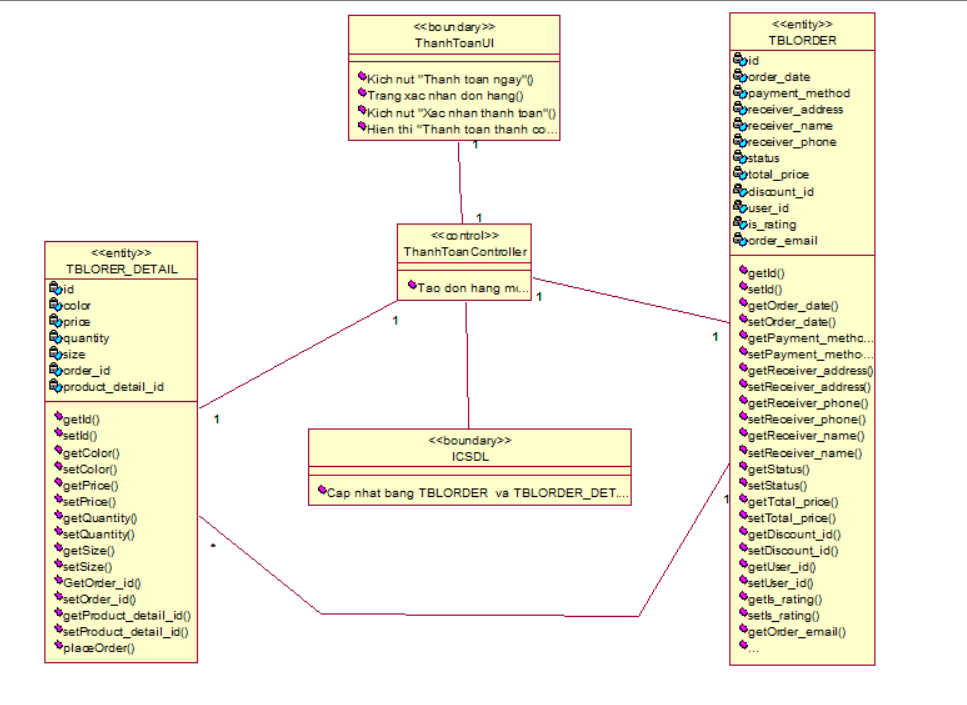 <<boundary>>
ThanhToanUI
Kich nut "Thanh toan ngay"()
Trang xac nhan don hang()
Kich nut "Xac nhan thanh toan"()
Hien thi "Thanh toan thanh co...
1
1
<<control>>
ThanhToanController
Tao don hang mı...
1
1
1
1
<<boundary>>
ICSDL
Cap nhat bang TBLORDER va TBLORDER_DET....
<<entity>>
TBLORER_DETAIL
id
color
price
quantity
size
order_id
product_detail_id
getId()
setId()
getColor()
setColor()
getPrice()
setPrice()
getQuantity()
setQuantity()
getSize()
setSize()
GetOrder_id()
setOrder_id()
getProduct_detail_id()
setProduct_detail_id()
placeOrder()
*
1
<<entity>>
TBLORDER
id
order_date
payment_method
receiver_address
receiver_name
receiver_phone
status
total_price
discount_id
user_id
is_rating
order_email
getId()
setId()
getOrder_date()
setOrder_date()
getPayment_metho...
setPayment_metho...
getReceiver_address()
setReceiver_address()
getReceiver_phone()
setReceiver_phone()
getReceiver_name()
setReceiver_name()
getStatus()
setStatus()
getTotal_price()
setTotal_price()
getDiscount_id()
setDiscount_id()
getUser_id()
setUser_id()
getIs_rating()
setIs_rating()
getOrder_email()
...